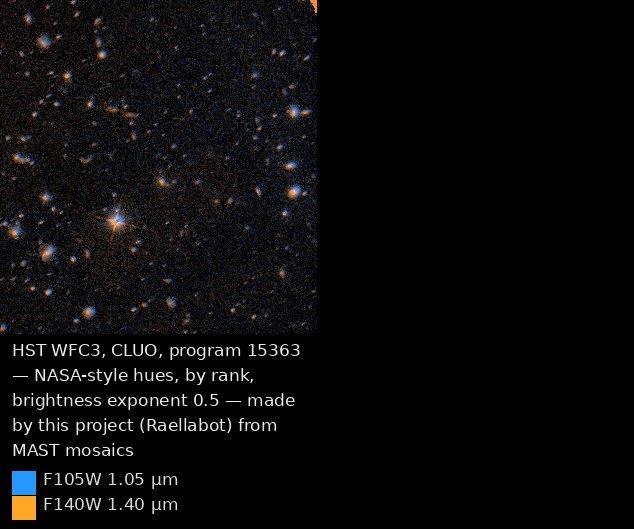 HST WFC3, CLUO, program 15363
— NASA-style hues, by rank,
brightness exponent 0.5 — made
by this project (Raellabot) from
MAST mosaics
F105W 1.05 µm
F140W 1.40 µm